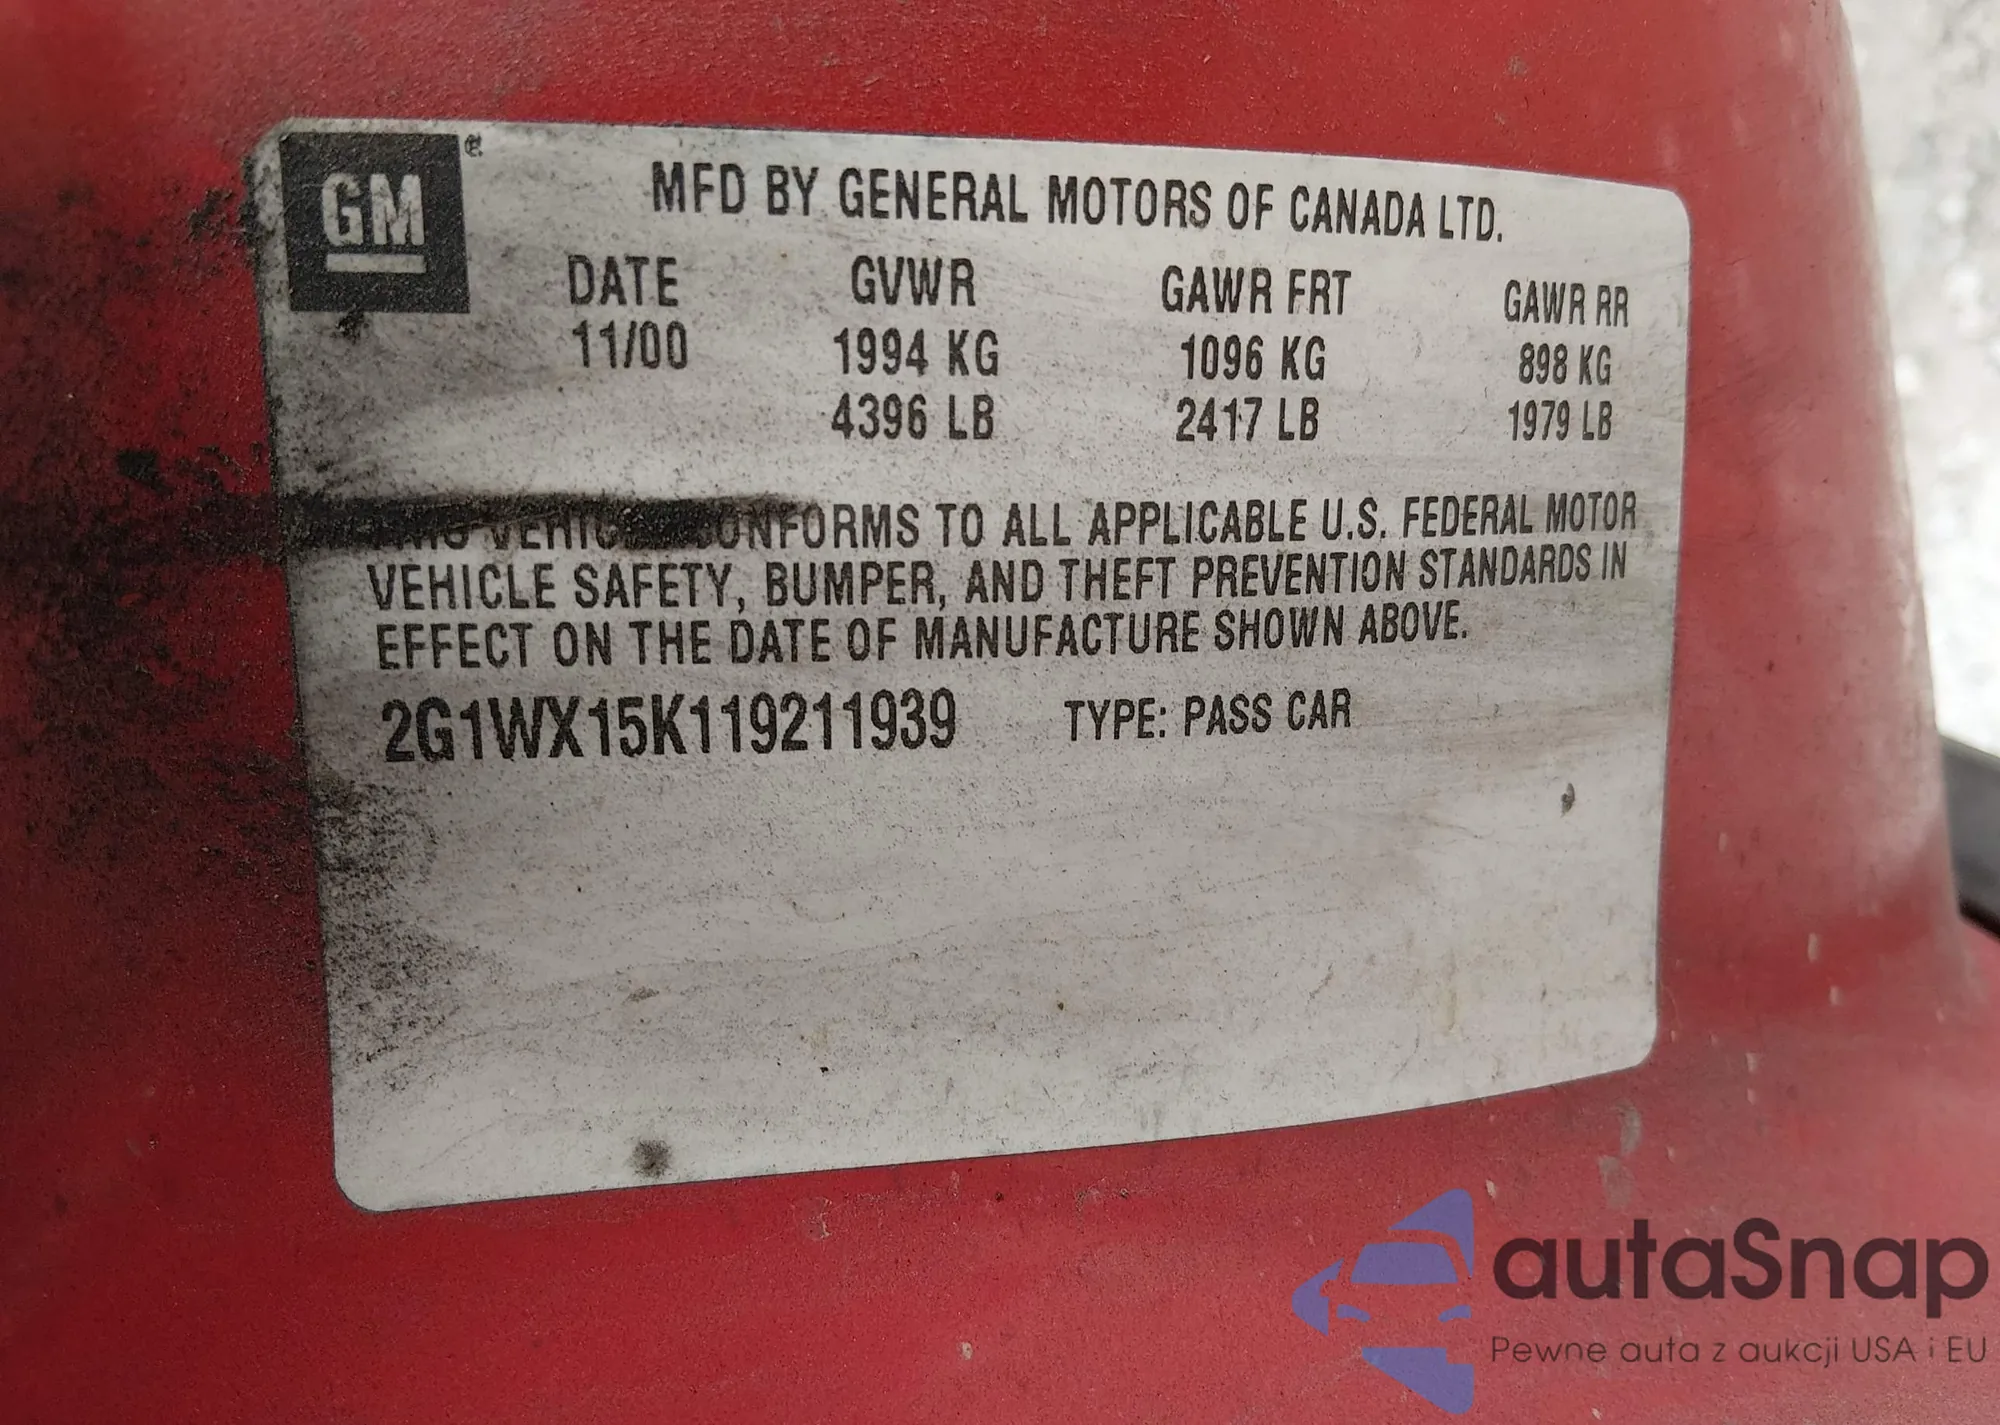 GM
MFD BY GENERAL MOTORS OF CANADA LTD.
DATE GVWR GAWR FRT GAWR RR
11/00 1994 KG 1096 KG 898 KG
4396 LB 2417 LB 1979 LB
THIS VEHICLE CONFORMS TO ALL APPLICABLE U.S. FEDERAL MOTOR
VEHICLE SAFETY, BUMPER, AND THEFT PREVENTION STANDARDS IN
EFFECT ON THE DATE OF MANUFACTURE SHOWN ABOVE.
2G1WX15K119211939 TYPE: PASS CAR
autaSnap
Pewne auta z aukcji USA i EU